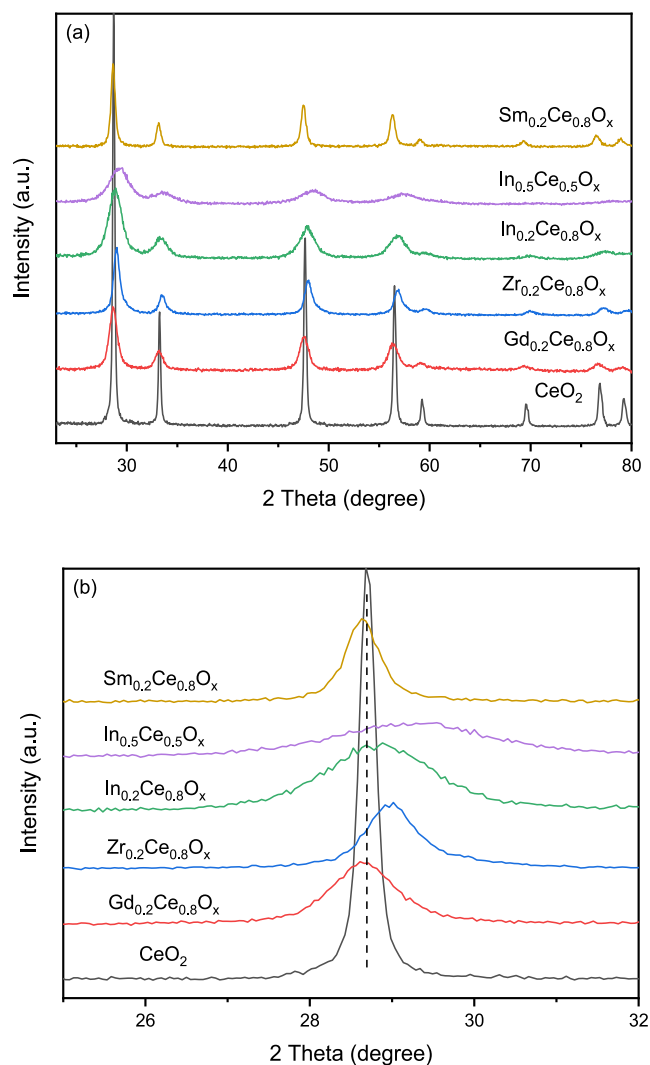 (a)
Sm0.2Ce0.8Ox
In0.5Ce0.5Ox
In0.2Ce0.8Ox
Zr0.2Ce0.8Ox
Gd0.2Ce0.8Ox
CeO2
Intensity (a.u.)
30 40 50 60 70 80
2 Theta (degree)
(b)
Sm0.2Ce0.8Ox
In0.5Ce0.5Ox
In0.2Ce0.8Ox
Zr0.2Ce0.8Ox
Gd0.2Ce0.8Ox
CeO2
Intensity (a.u.)
26 28 30 32
2 Theta (degree)